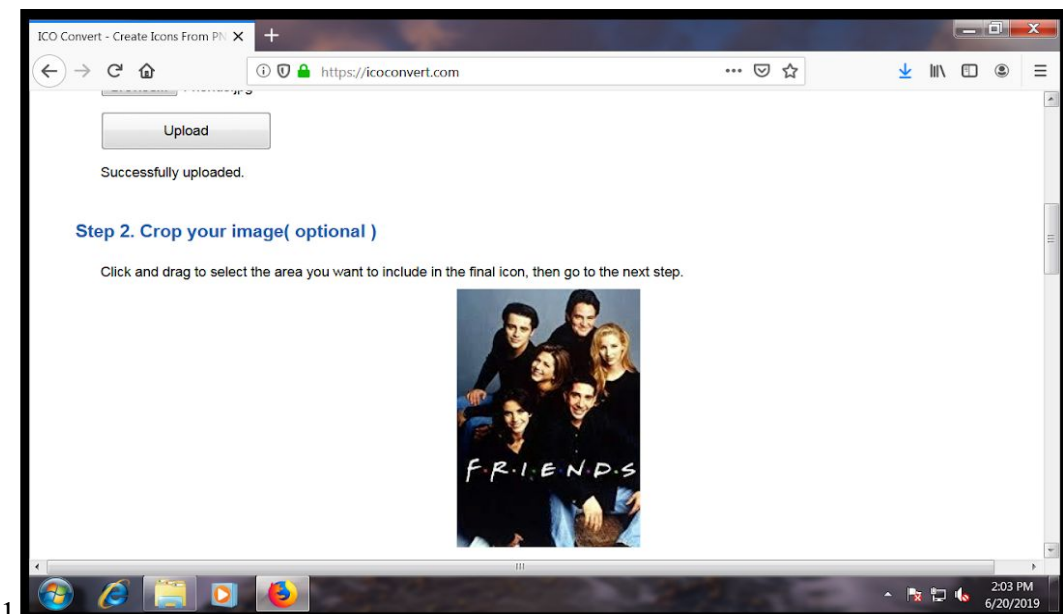 ICO Convert - Create Icons From PN
https://icoconvert.com
Upload
Successfully uploaded.
Step 2. Crop your image( optional )
Click and drag to select the area you want to include in the final icon, then go to the next step.
F·R·I·E·N·D·S
2:03 PM
6/20/2019
1